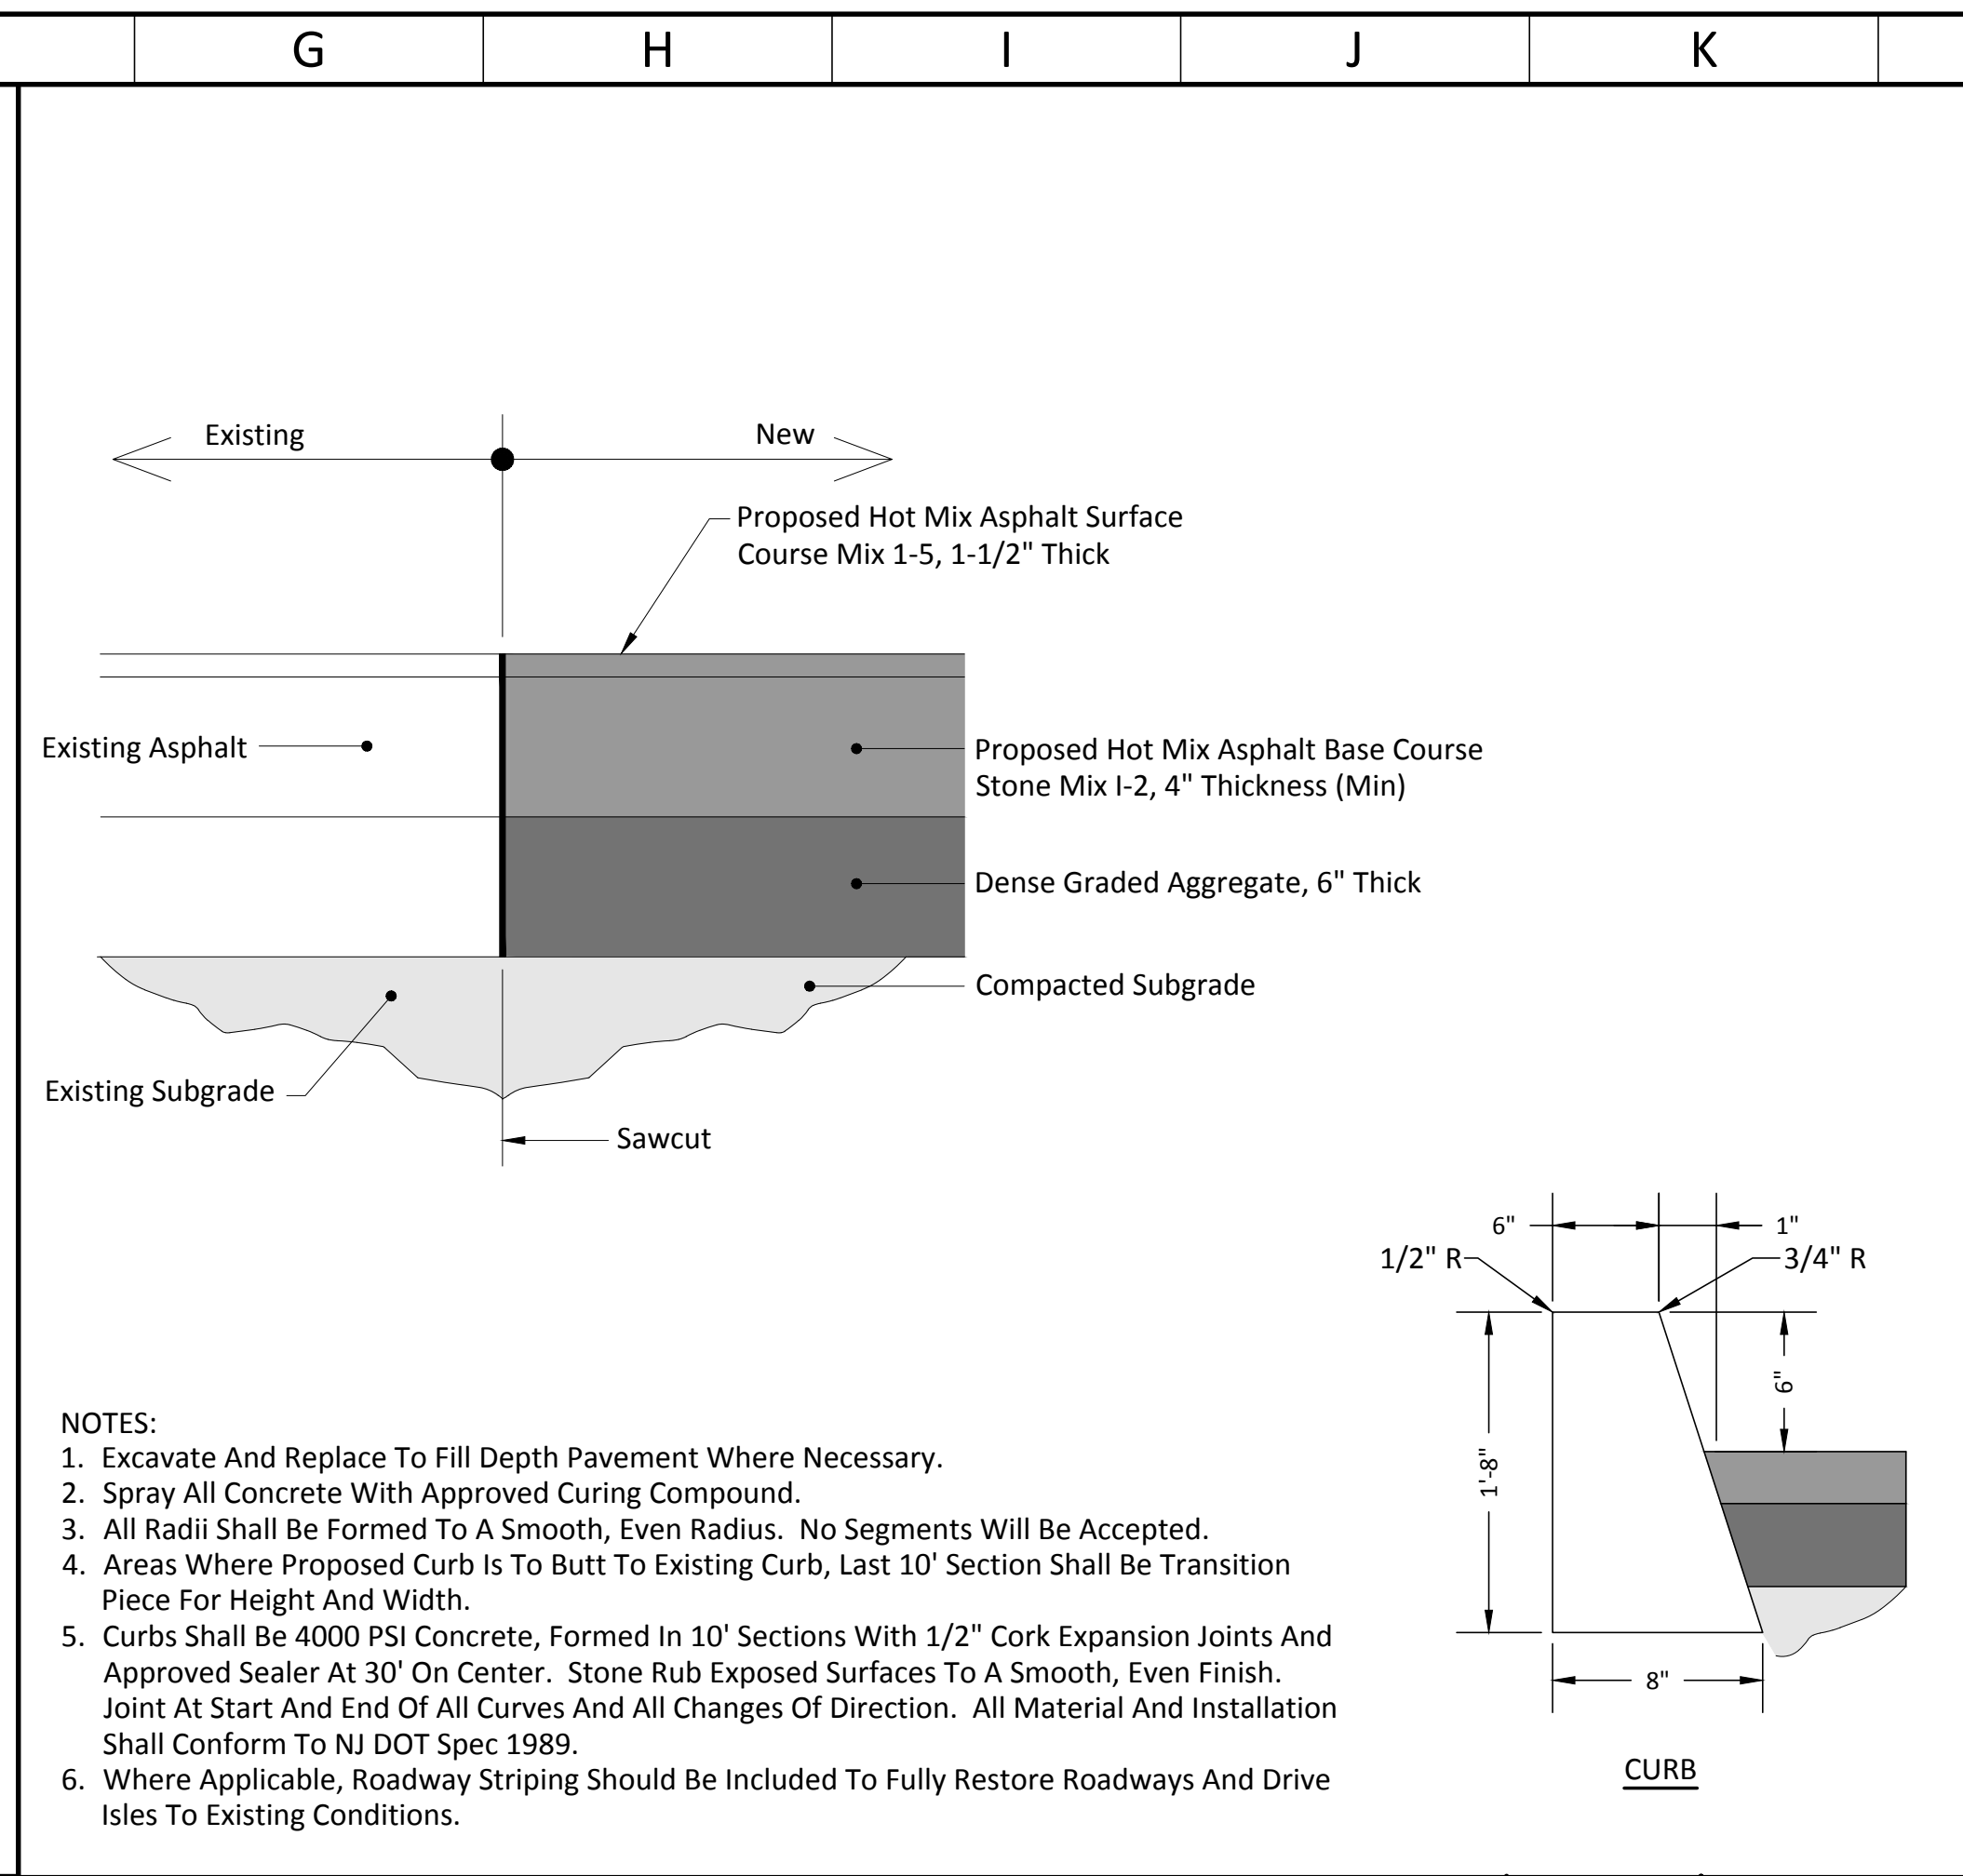 G H I J K
Existing
New
Proposed Hot Mix Asphalt Surface
Course Mix 1-5, 1-1/2" Thick
Existing Asphalt
Proposed Hot Mix Asphalt Base Course
Stone Mix I-2, 4" Thickness (Min)
Dense Graded Aggregate, 6" Thick
Compacted Subgrade
Existing Subgrade
Sawcut
6"
1"
1/2" R
3/4" R
6"
1'-8"
8"
CURB
NOTES:
1. Excavate And Replace To Fill Depth Pavement Where Necessary.
2. Spray All Concrete With Approved Curing Compound.
3. All Radii Shall Be Formed To A Smooth, Even Radius. No Segments Will Be Accepted.
4. Areas Where Proposed Curb Is To Butt To Existing Curb, Last 10' Section Shall Be Transition
Piece For Height And Width.
5. Curbs Shall Be 4000 PSI Concrete, Formed In 10' Sections With 1/2" Cork Expansion Joints And
Approved Sealer At 30' On Center. Stone Rub Exposed Surfaces To A Smooth, Even Finish.
Joint At Start And End Of All Curves And All Changes Of Direction. All Material And Installation
Shall Conform To NJ DOT Spec 1989.
6. Where Applicable, Roadway Striping Should Be Included To Fully Restore Roadways And Drive
Isles To Existing Conditions.